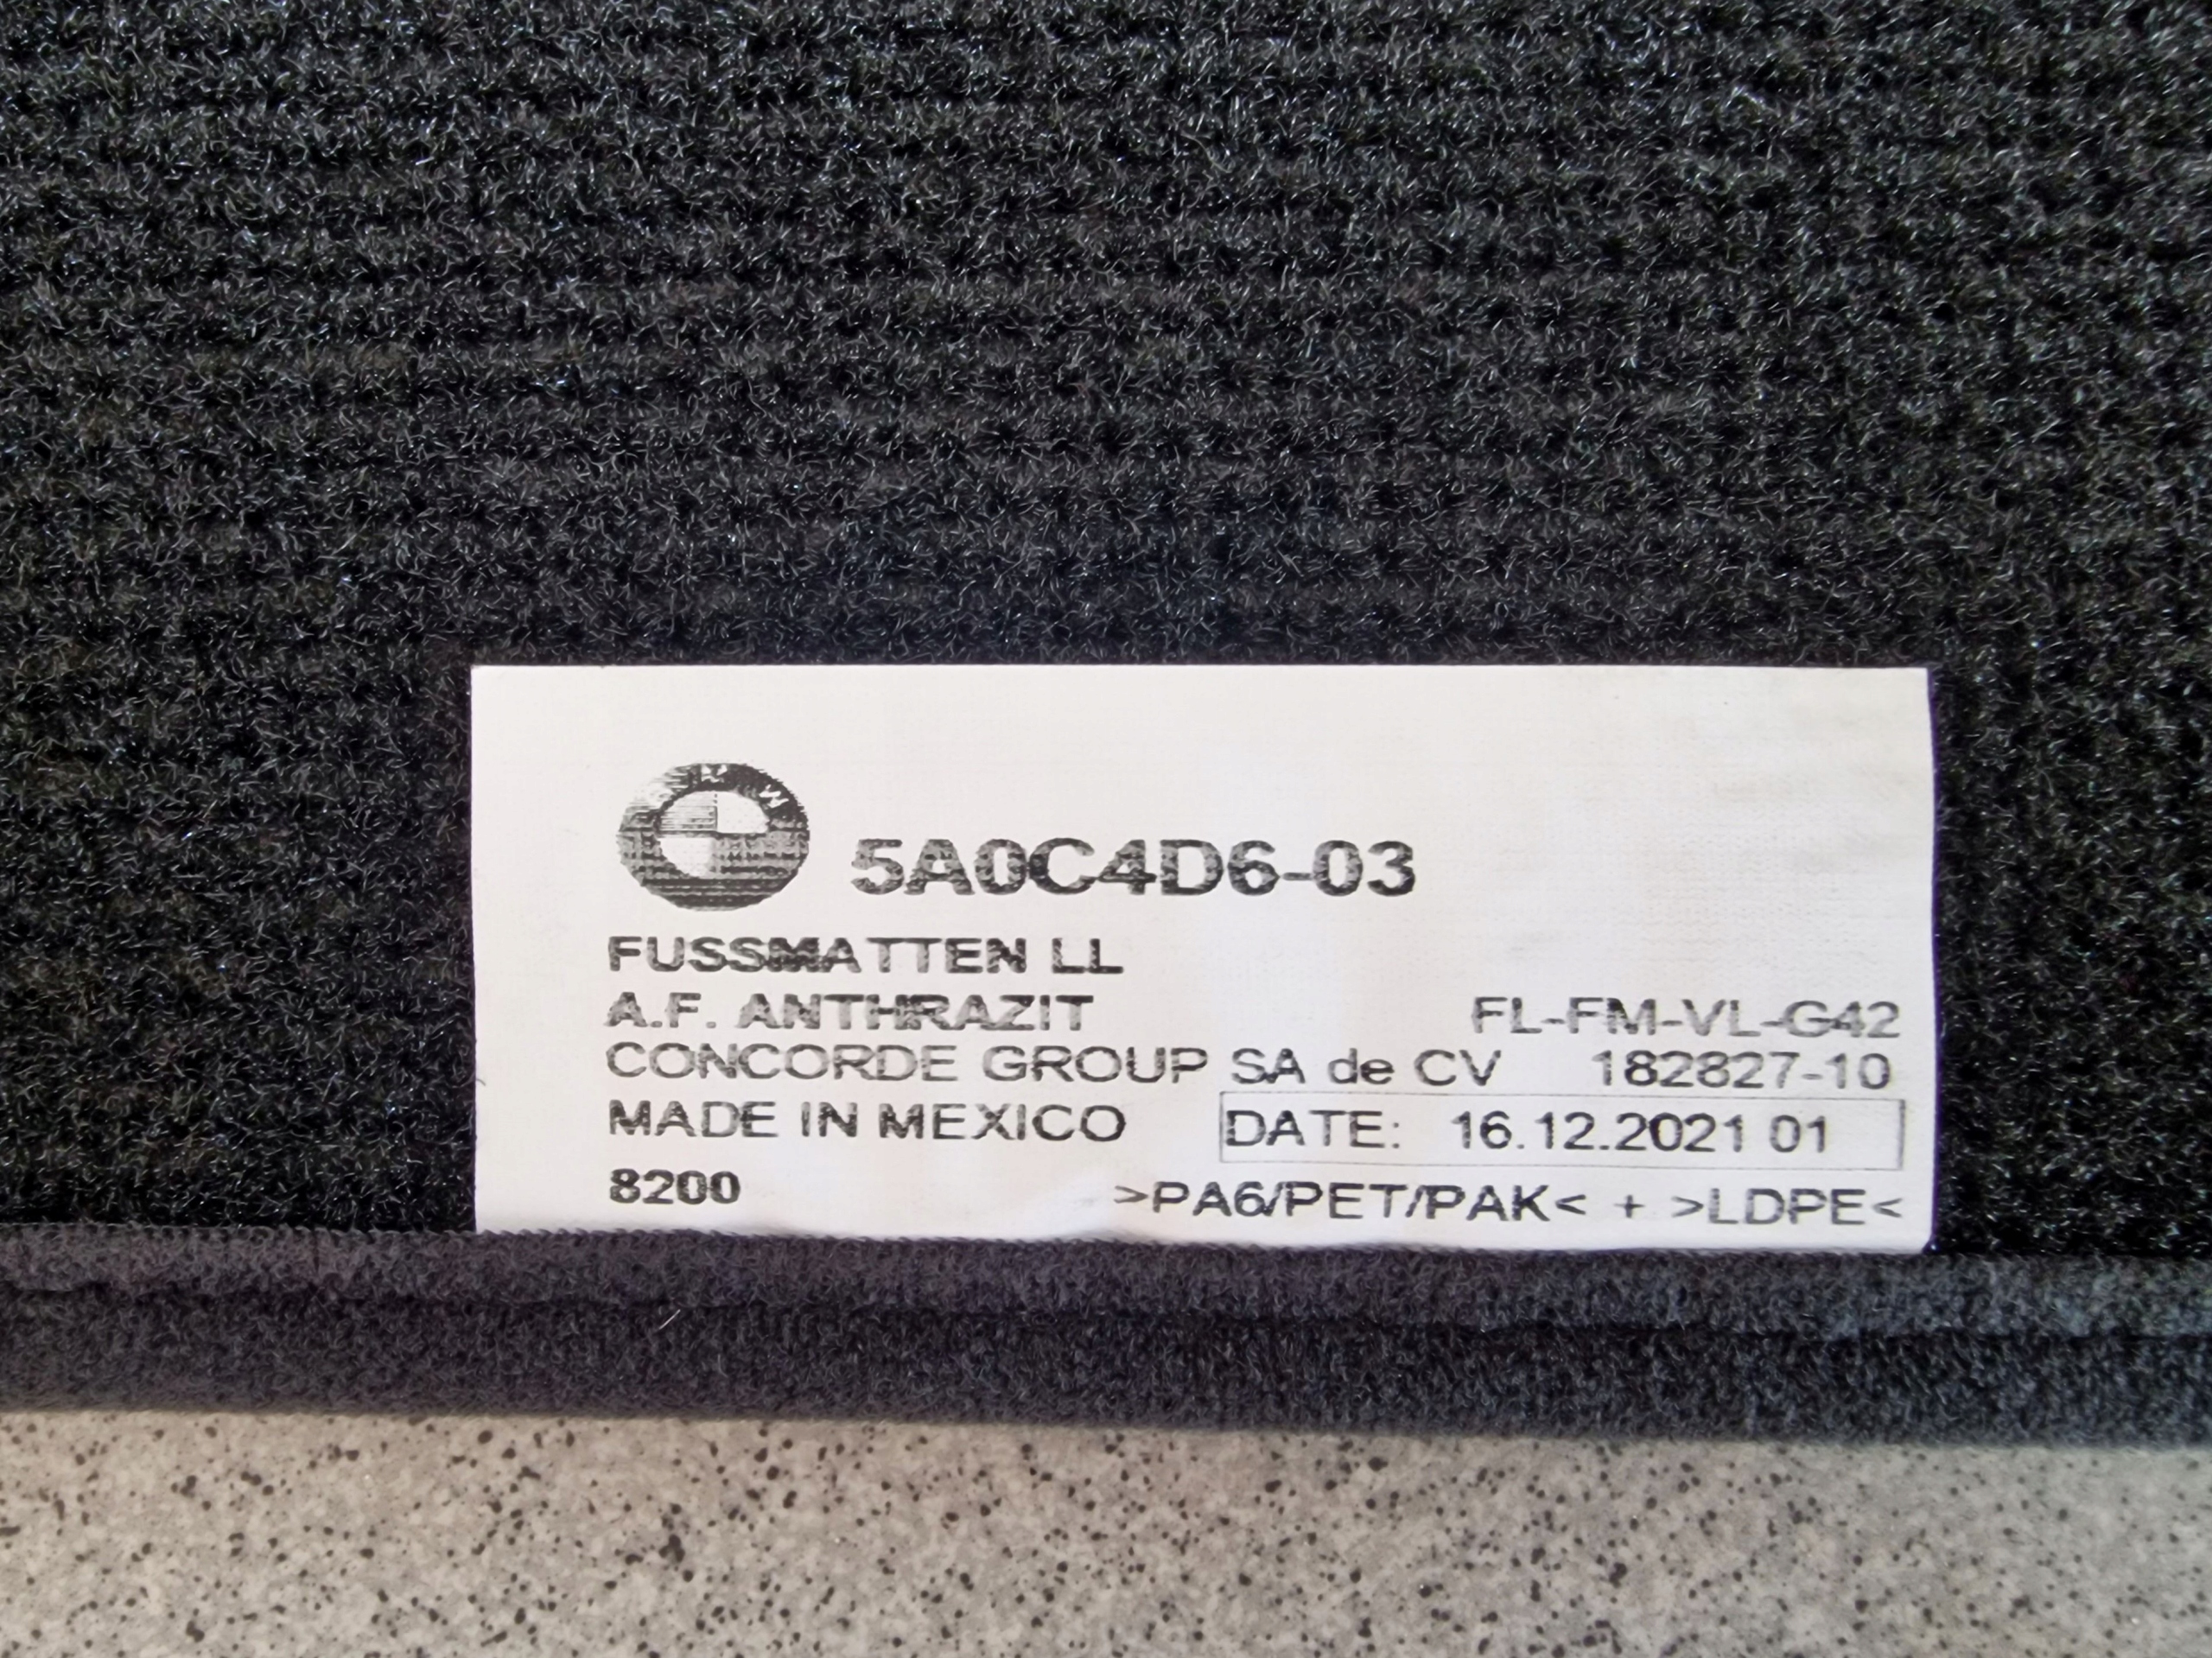 5A0C4D6-03
FUSSMATTEN LL
A.F. ANTHRAZIT FL-FM-VL-G42
CONCORDE GROUP SA de CV 182827-10
MADE IN MEXICO DATE: 16.12.2021 01
8200 >PA6/PET/PAK< + >LDPE<